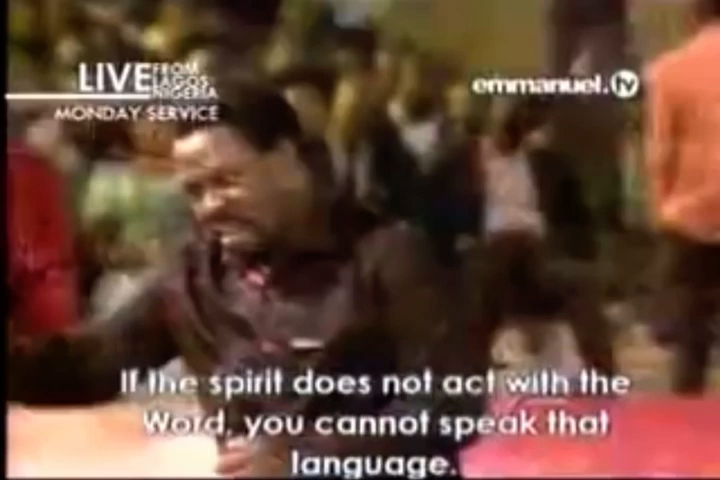 LIVE FROM LAGOS, NIGERIA
MONDAY SERVICE
emmanuel.tv
If the spirit does not act with the
Word, you cannot speak that
language.